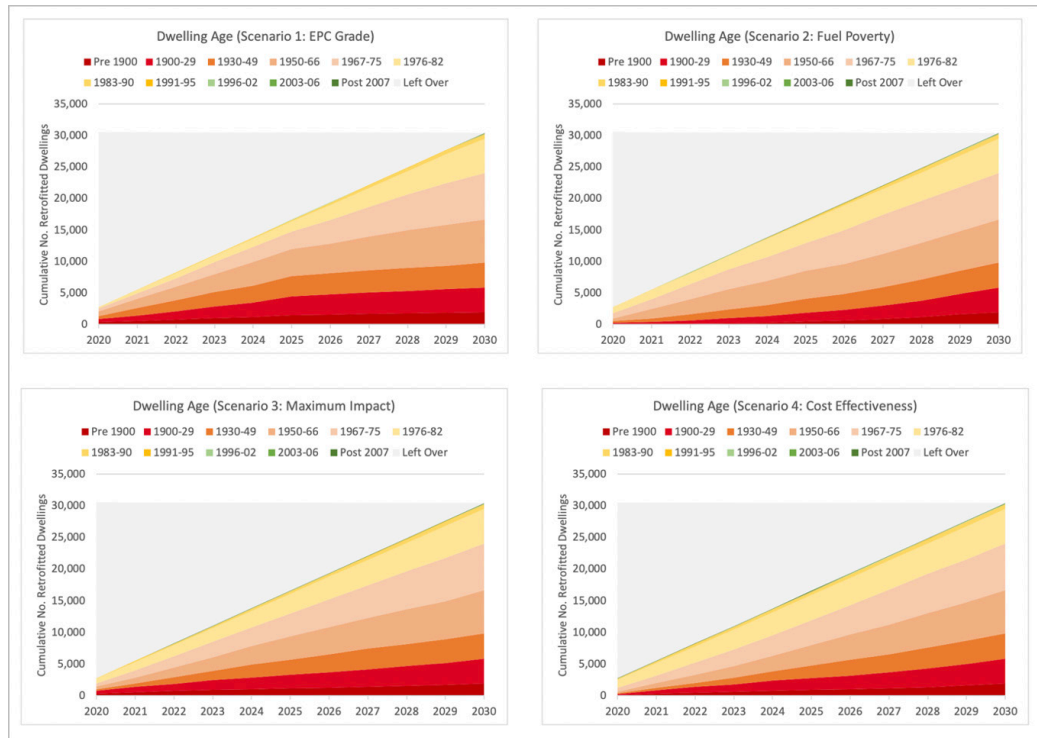 Dwelling Age (Scenario 1: EPC Grade)
Pre 1900 1900-29 1930-49 1950-66 1967-75 1976-82
1983-90 1991-95 1996-02 2003-06 Post 2007 Left Over
Cumulative No. Retrofitted Dwellings
35,000
30,000
25,000
20,000
15,000
10,000
5,000
0
2020 2021 2022 2023 2024 2025 2026 2027 2028 2029 2030
Dwelling Age (Scenario 2: Fuel Poverty)
Pre 1900 1900-29 1930-49 1950-66 1967-75 1976-82
1983-90 1991-95 1996-02 2003-06 Post 2007 Left Over
Cumulative No. Retrofitted Dwellings
35,000
30,000
25,000
20,000
15,000
10,000
5,000
0
2020 2021 2022 2023 2024 2025 2026 2027 2028 2029 2030
Dwelling Age (Scenario 3: Maximum Impact)
Pre 1900 1900-29 1930-49 1950-66 1967-75 1976-82
1983-90 1991-95 1996-02 2003-06 Post 2007 Left Over
Cumulative No. Retrofitted Dwellings
35,000
30,000
25,000
20,000
15,000
10,000
5,000
0
2020 2021 2022 2023 2024 2025 2026 2027 2028 2029 2030
Dwelling Age (Scenario 4: Cost Effectiveness)
Pre 1900 1900-29 1930-49 1950-66 1967-75 1976-82
1983-90 1991-95 1996-02 2003-06 Post 2007 Left Over
Cumulative No. Retrofitted Dwellings
35,000
30,000
25,000
20,000
15,000
10,000
5,000
0
2020 2021 2022 2023 2024 2025 2026 2027 2028 2029 2030